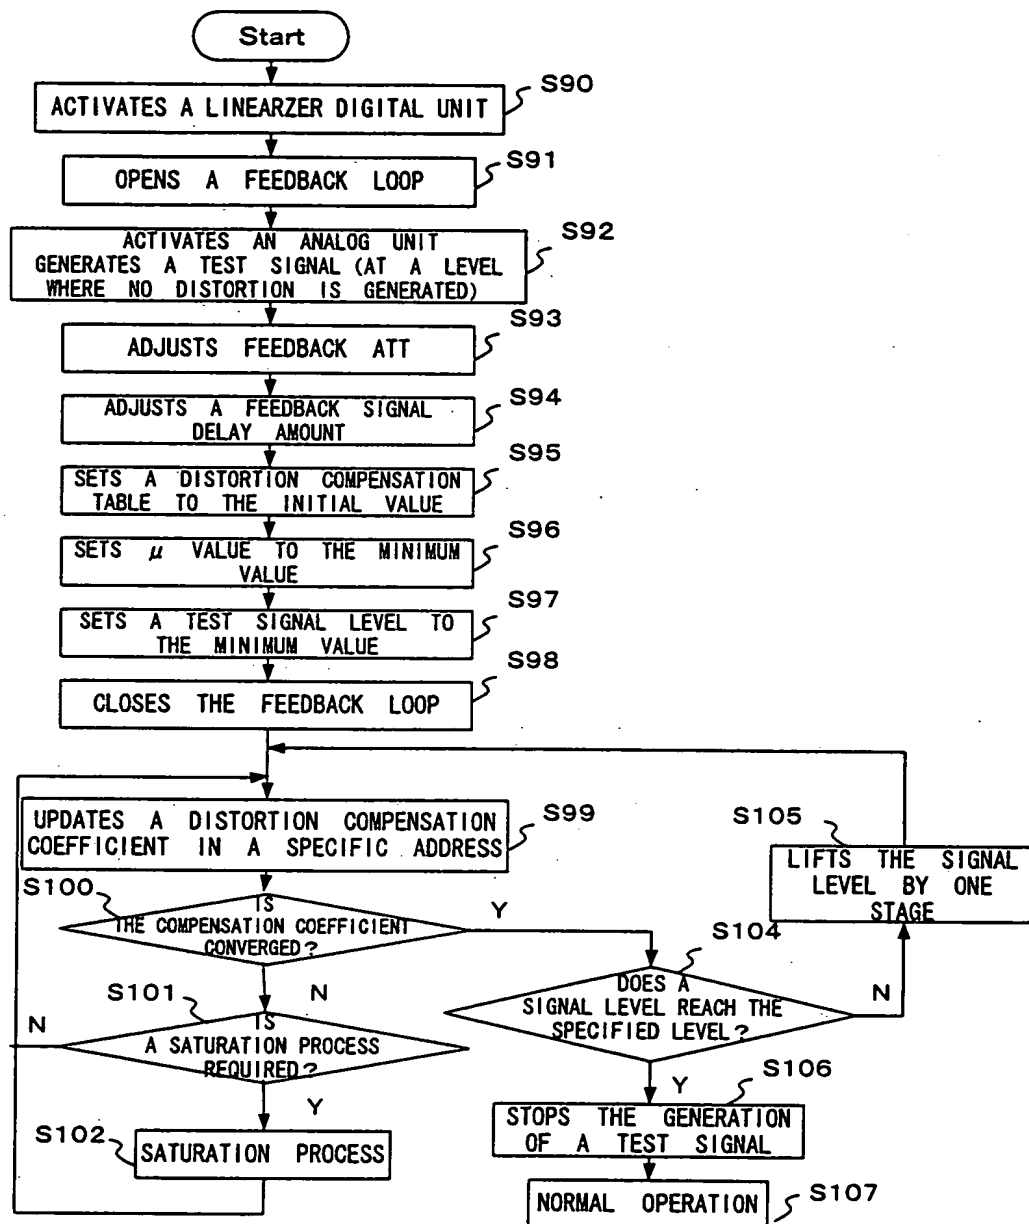 Start
ACTIVATES A LINEARZER DIGITAL UNIT
S90
OPENS A FEEDBACK LOOP
S91
ACTIVATES AN ANALOG UNIT
GENERATES A TEST SIGNAL (AT A LEVEL
WHERE NO DISTORTION IS GENERATED)
S92
ADJUSTS FEEDBACK ATT
S93
ADJUSTS A FEEDBACK SIGNAL
DELAY AMOUNT
S94
SETS A DISTORTION COMPENSATION
TABLE TO THE INITIAL VALUE
S95
SETS μ VALUE TO THE MINIMUM
VALUE
S96
SETS A TEST SIGNAL LEVEL TO
THE MINIMUM VALUE
S97
CLOSES THE FEEDBACK LOOP
S98
UPDATES A DISTORTION COMPENSATION
COEFFICIENT IN A SPECIFIC ADDRESS
S99
S100
IS
THE COMPENSATION COEFFICIENT
CONVERGED?
Y
N
S101
IS
A SATURATION PROCESS
REQUIRED?
N
Y
S102
SATURATION PROCESS
S104
DOES A
SIGNAL LEVEL REACH THE
SPECIFIED LEVEL?
N
Y
S105
LIFTS THE SIGNAL
LEVEL BY ONE
STAGE
S106
STOPS THE GENERATION
OF A TEST SIGNAL
NORMAL OPERATION
S107